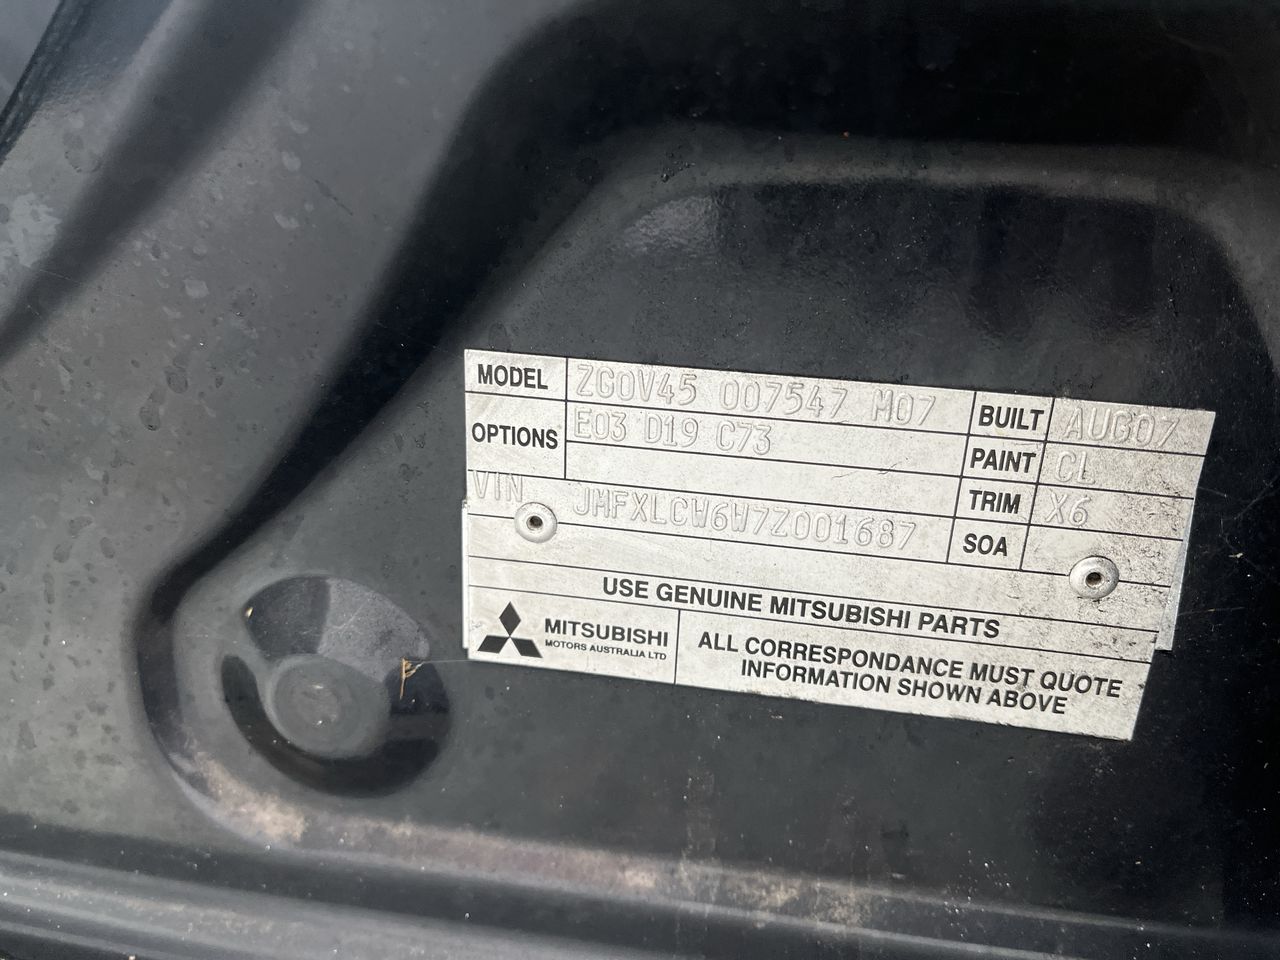 MODEL ZG0V45 007547 M07 BUILT AUG07
OPTIONS E03 D19 C73 PAINT CL
TRIM X6
VIN JMFXLCW6W7Z001687 SOA
USE GENUINE MITSUBISHI PARTS
MITSUBISHI
MOTORS AUSTRALIA LTD
ALL CORRESPONDANCE MUST QUOTE
INFORMATION SHOWN ABOVE